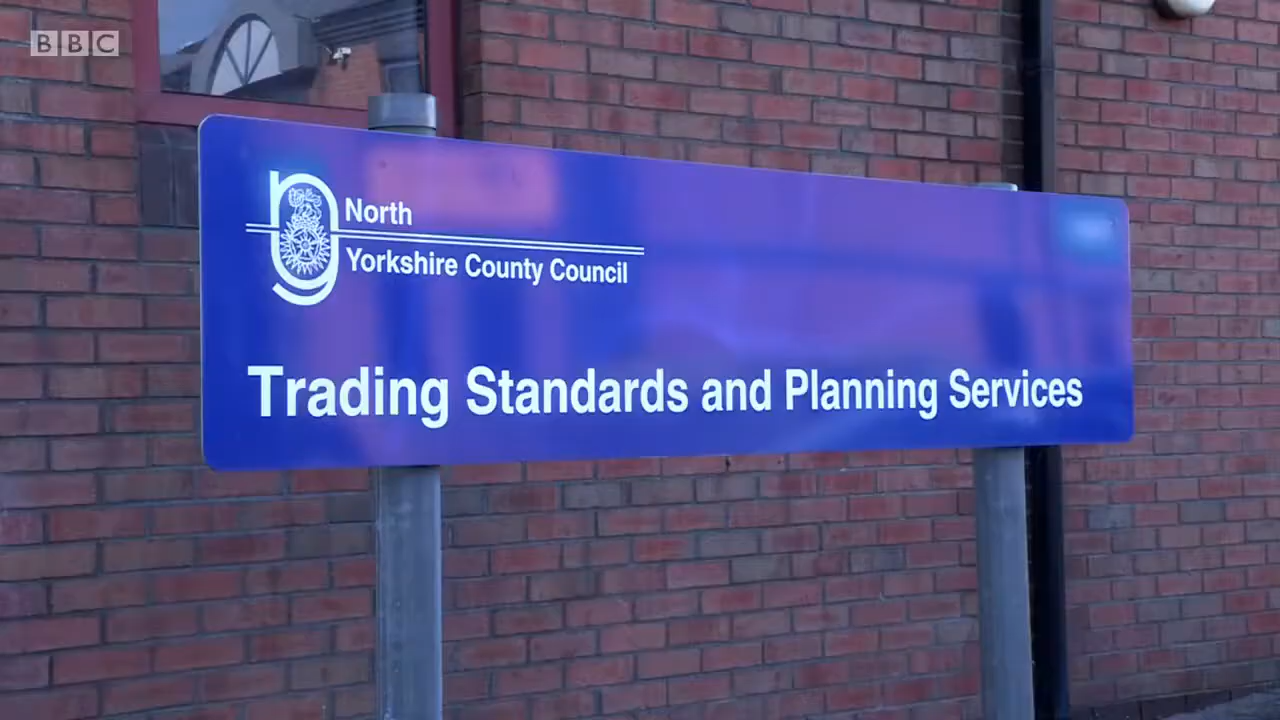 BBC
North
Yorkshire County Council
Trading Standards and Planning Services